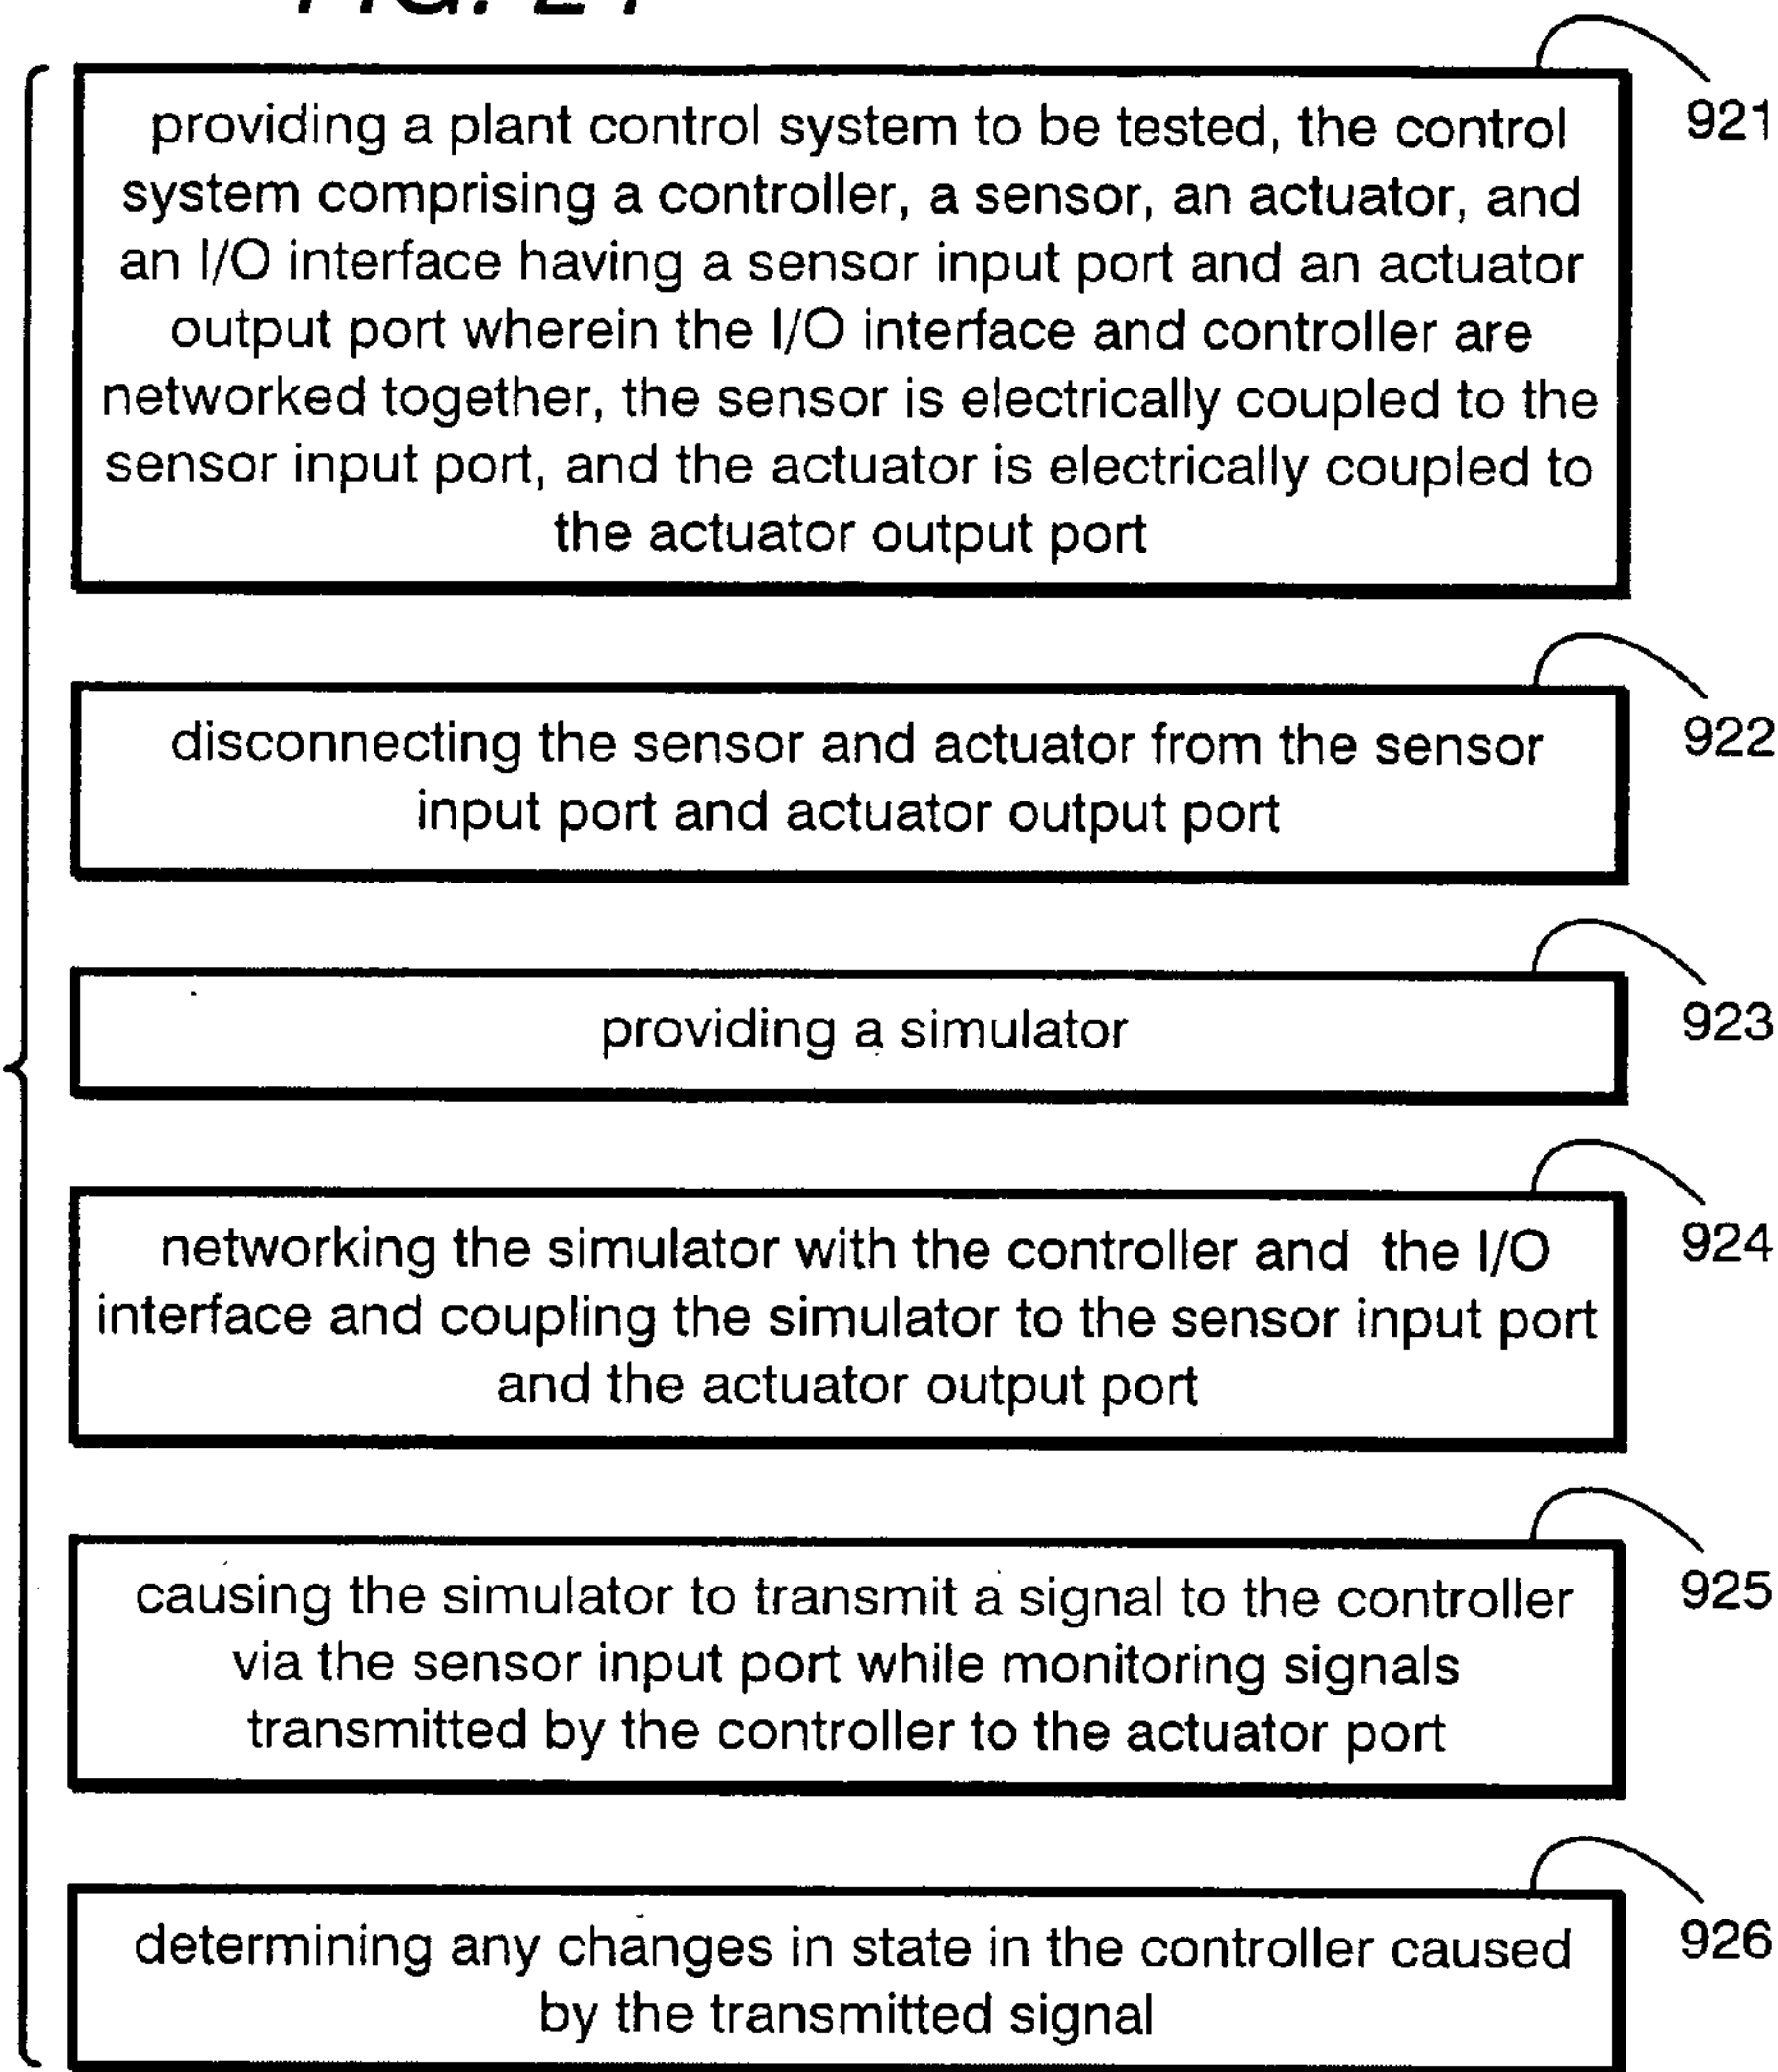 921
providing a plant control system to be tested, the control
system comprising a controller, a sensor, an actuator, and
an I/O interface having a sensor input port and an actuator
output port wherein the I/O interface and controller are
networked together, the sensor is electrically coupled to the
sensor input port, and the actuator is electrically coupled to
the actuator output port
922
disconnecting the sensor and actuator from the sensor
input port and actuator output port
923
providing a simulator
924
networking the simulator with the controller and the I/O
interface and coupling the simulator to the sensor input port
and the actuator output port
925
causing the simulator to transmit a signal to the controller
via the sensor input port while monitoring signals
transmitted by the controller to the actuator port
926
determining any changes in state in the controller caused
by the transmitted signal